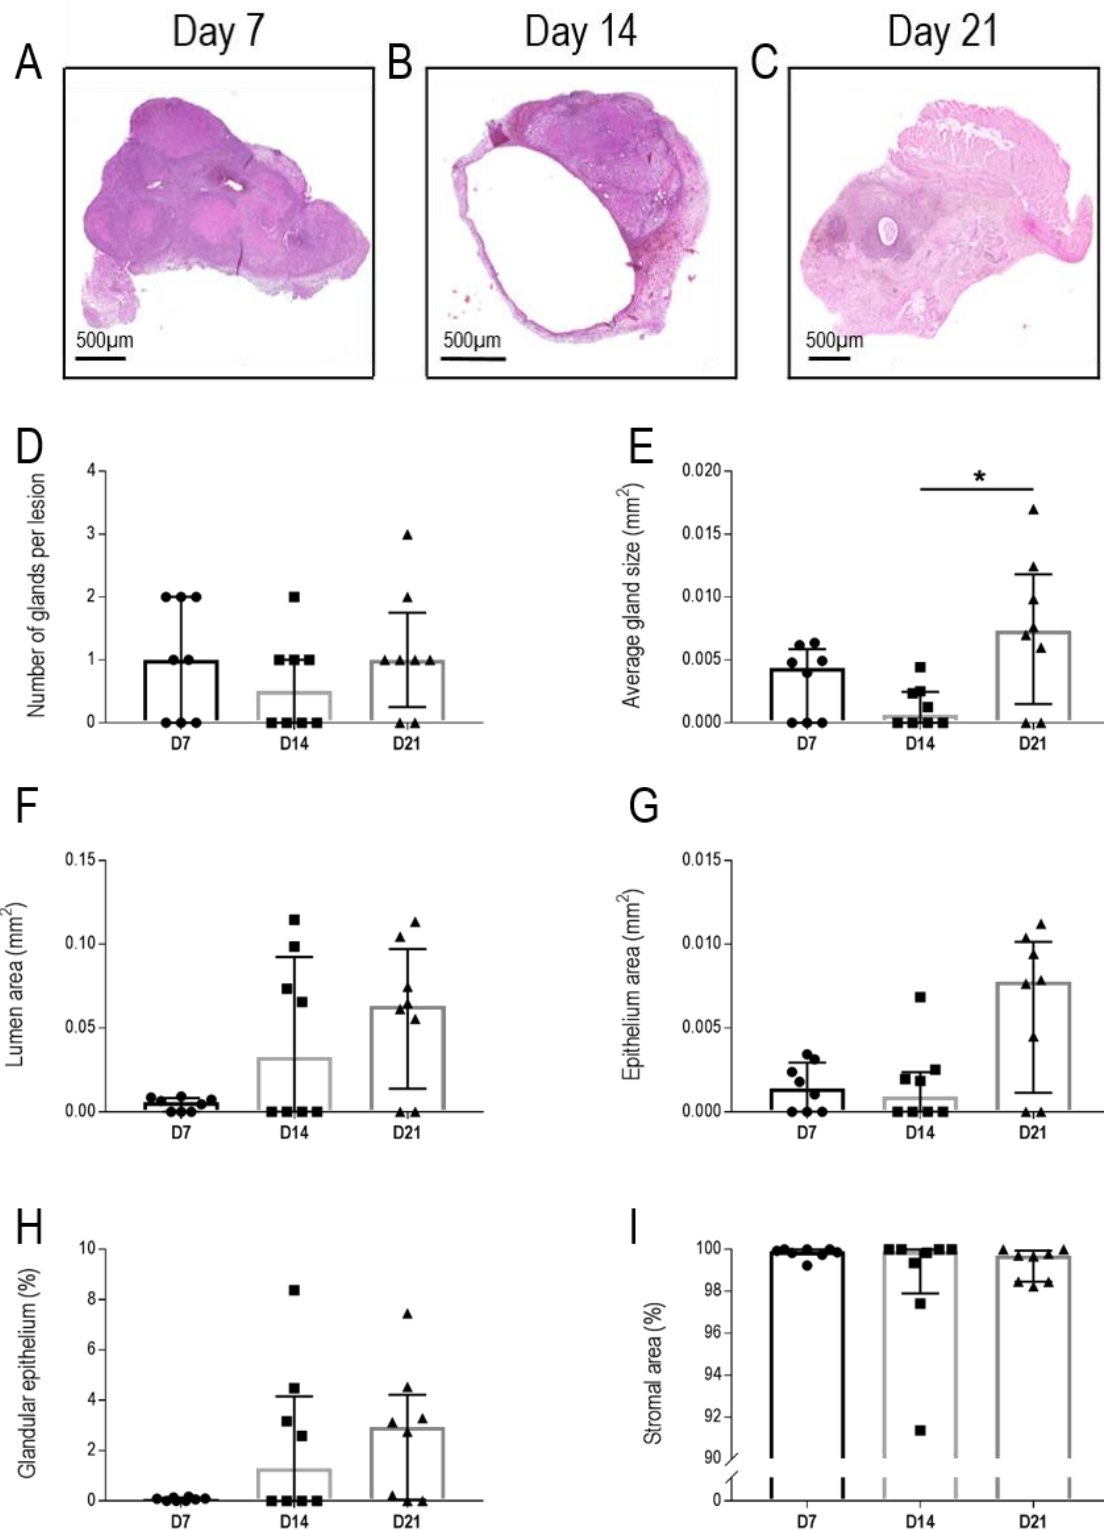 Day 7
Day 14
Day 21
A
B
C
500µm
500µm
500µm
D
Number of glands per lesion
4
3
2
1
0
D7
D14
D21
E
Average gland size (mm²)
0.020
0.015
0.010
0.005
0.000
*
D7
D14
D21
F
Lumen area (mm²)
0.15
0.10
0.05
0.00
D7
D14
D21
G
Epithelium area (mm²)
0.015
0.010
0.005
0.000
D7
D14
D21
H
Glandular epithelium (%)
10
8
6
4
2
0
D7
D14
D21
I
Stromal area (%)
100
98
96
94
92
90
0
D7
D14
D21